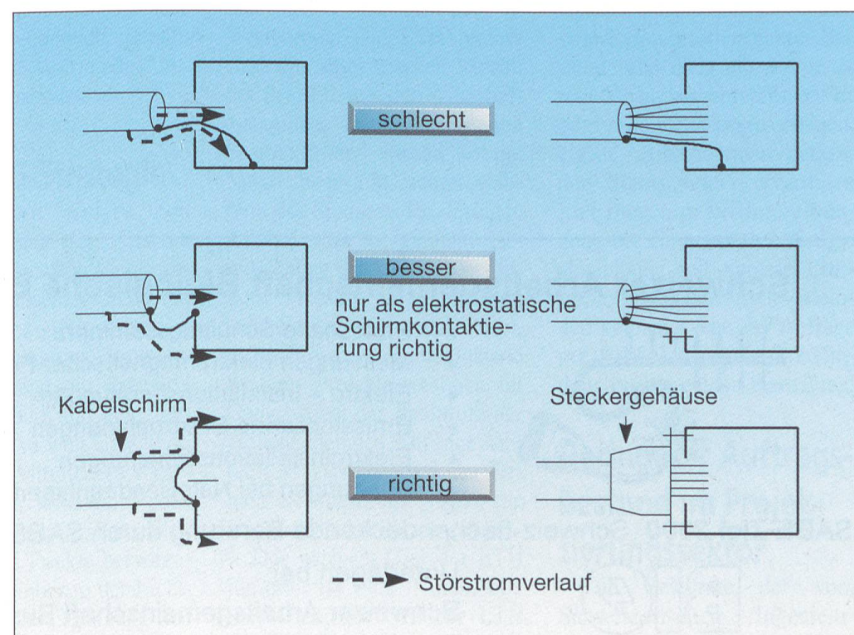 schlecht
besser
nur als elektrostatische
Schirmkontaktie-
rung richtig
Kabelschirm
Steckergehäuse
richtig
Störstromverlauf